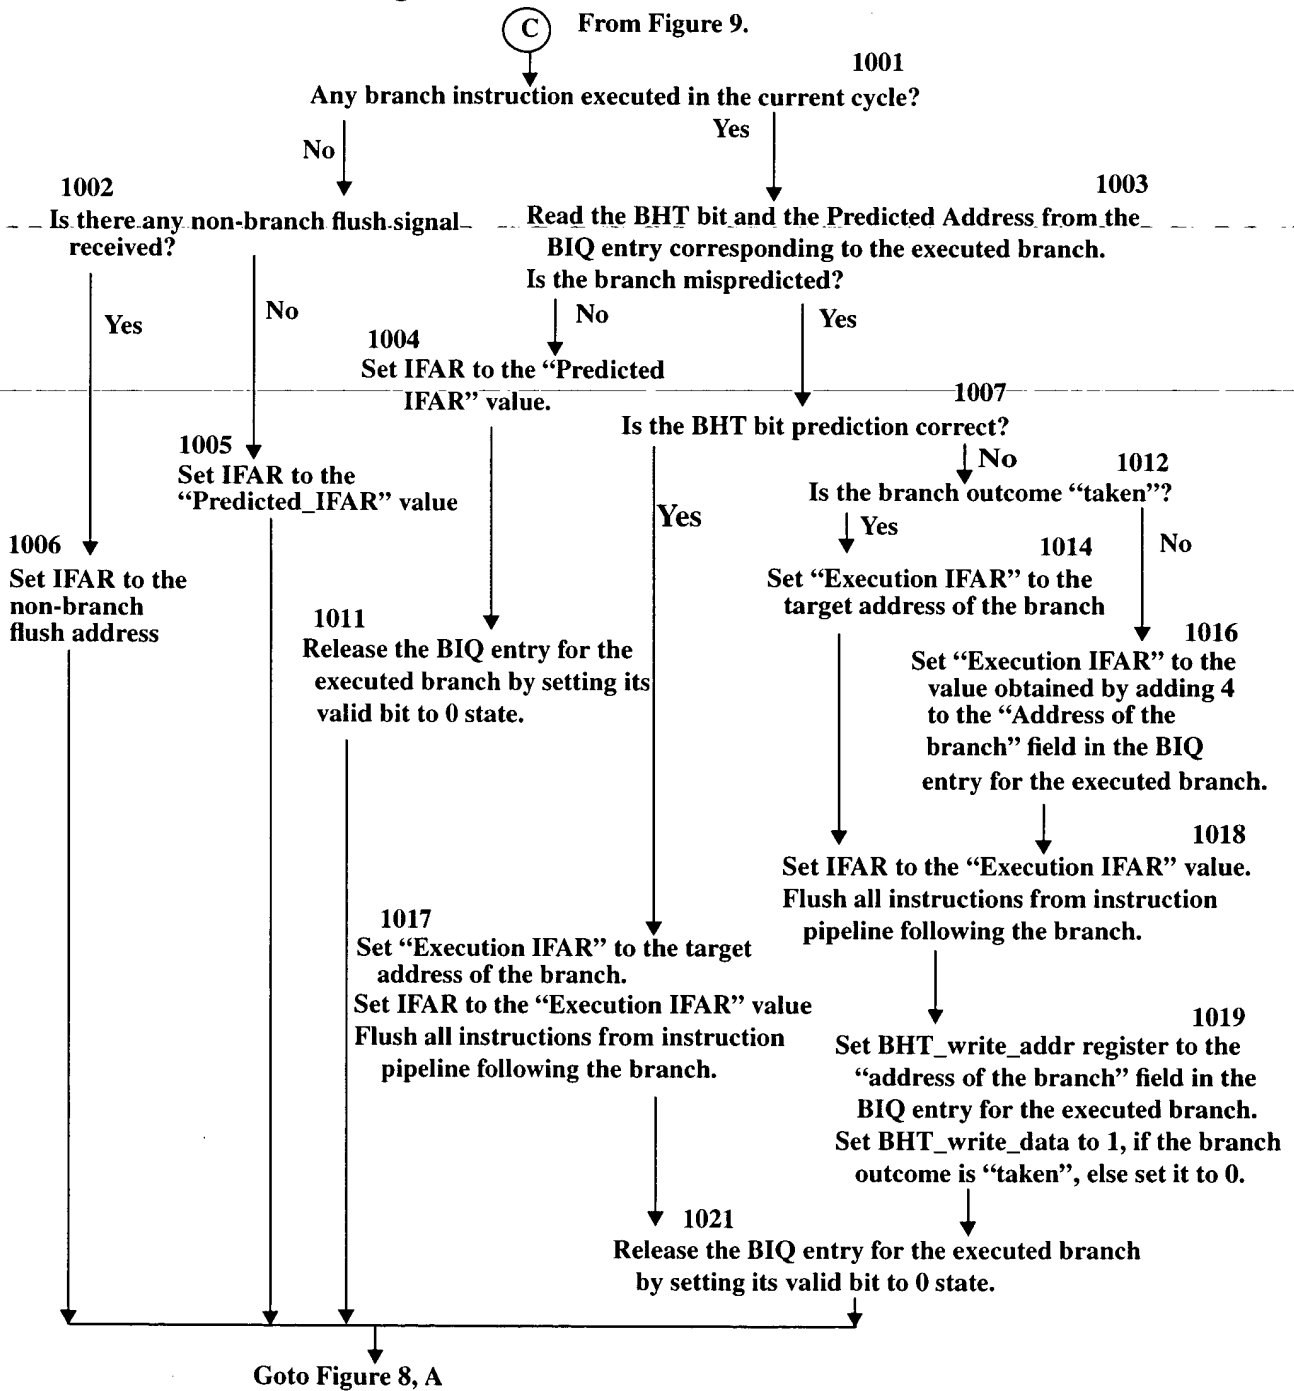 C
From Figure 9.
1001
Any branch instruction executed in the current cycle?
No
Yes
1002
Is there any non-branch flush signal
received?
1003
Read the BHT bit and the Predicted Address from the
BIQ entry corresponding to the executed branch.
Is the branch mispredicted?
Yes
No
No
Yes
1004
Set IFAR to the “Predicted
IFAR” value.
1007
Is the BHT bit prediction correct?
1005
Set IFAR to the
“Predicted_IFAR” value
No
1012
Is the branch outcome “taken”?
Yes
Yes
No
1006
Set IFAR to the
non-branch
flush address
1014
Set “Execution IFAR” to the
target address of the branch
1011
Release the BIQ entry for the
executed branch by setting its
valid bit to 0 state.
1016
Set “Execution IFAR” to the
value obtained by adding 4
to the “Address of the
branch” field in the BIQ
entry for the executed branch.
1018
Set IFAR to the “Execution IFAR” value.
Flush all instructions from instruction
pipeline following the branch.
1017
Set “Execution IFAR” to the target
address of the branch.
Set IFAR to the “Execution IFAR” value
Flush all instructions from instruction
pipeline following the branch.
1019
Set BHT_write_addr register to the
“address of the branch” field in the
BIQ entry for the executed branch.
Set BHT_write_data to 1, if the branch
outcome is “taken”, else set it to 0.
1021
Release the BIQ entry for the executed branch
by setting its valid bit to 0 state.
Goto Figure 8, A